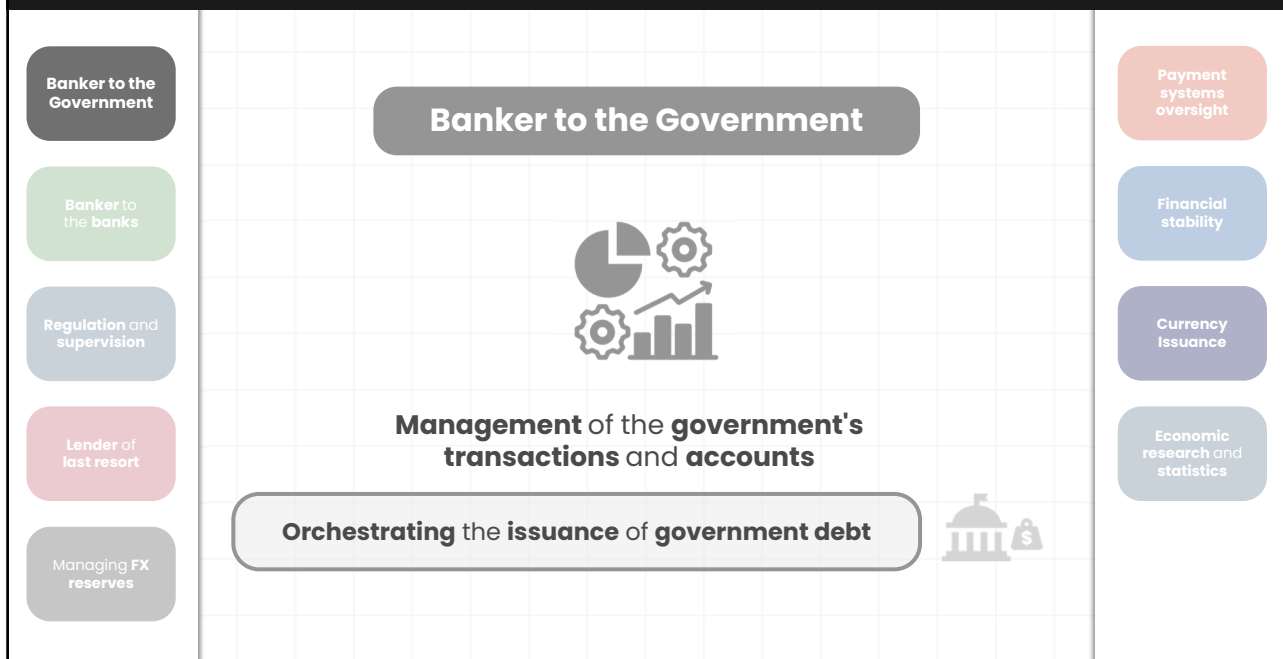 Banker to the
Government
Banker to
the banks
Regulation and
supervision
Lender of
last resort
Managing FX
reserves
Banker to the Government
Management of the government's
transactions and accounts
Orchestrating the issuance of government debt
$
Payment
systems
oversight
Financial
stability
Currency
Issuance
Economic
research and
statistics